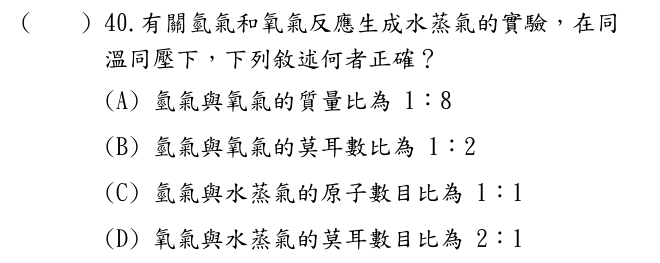 （　　）40.有關氫氣和氧氣反應生成水蒸氣的實驗，在同
溫同壓下，下列敘述何者正確？
(A) 氫氣與氧氣的質量比為 1：8
(B) 氫氣與氧氣的莫耳數比為 1：2
(C) 氫氣與水蒸氣的原子數目比為 1：1
(D) 氧氣與水蒸氣的莫耳數目比為 2：1